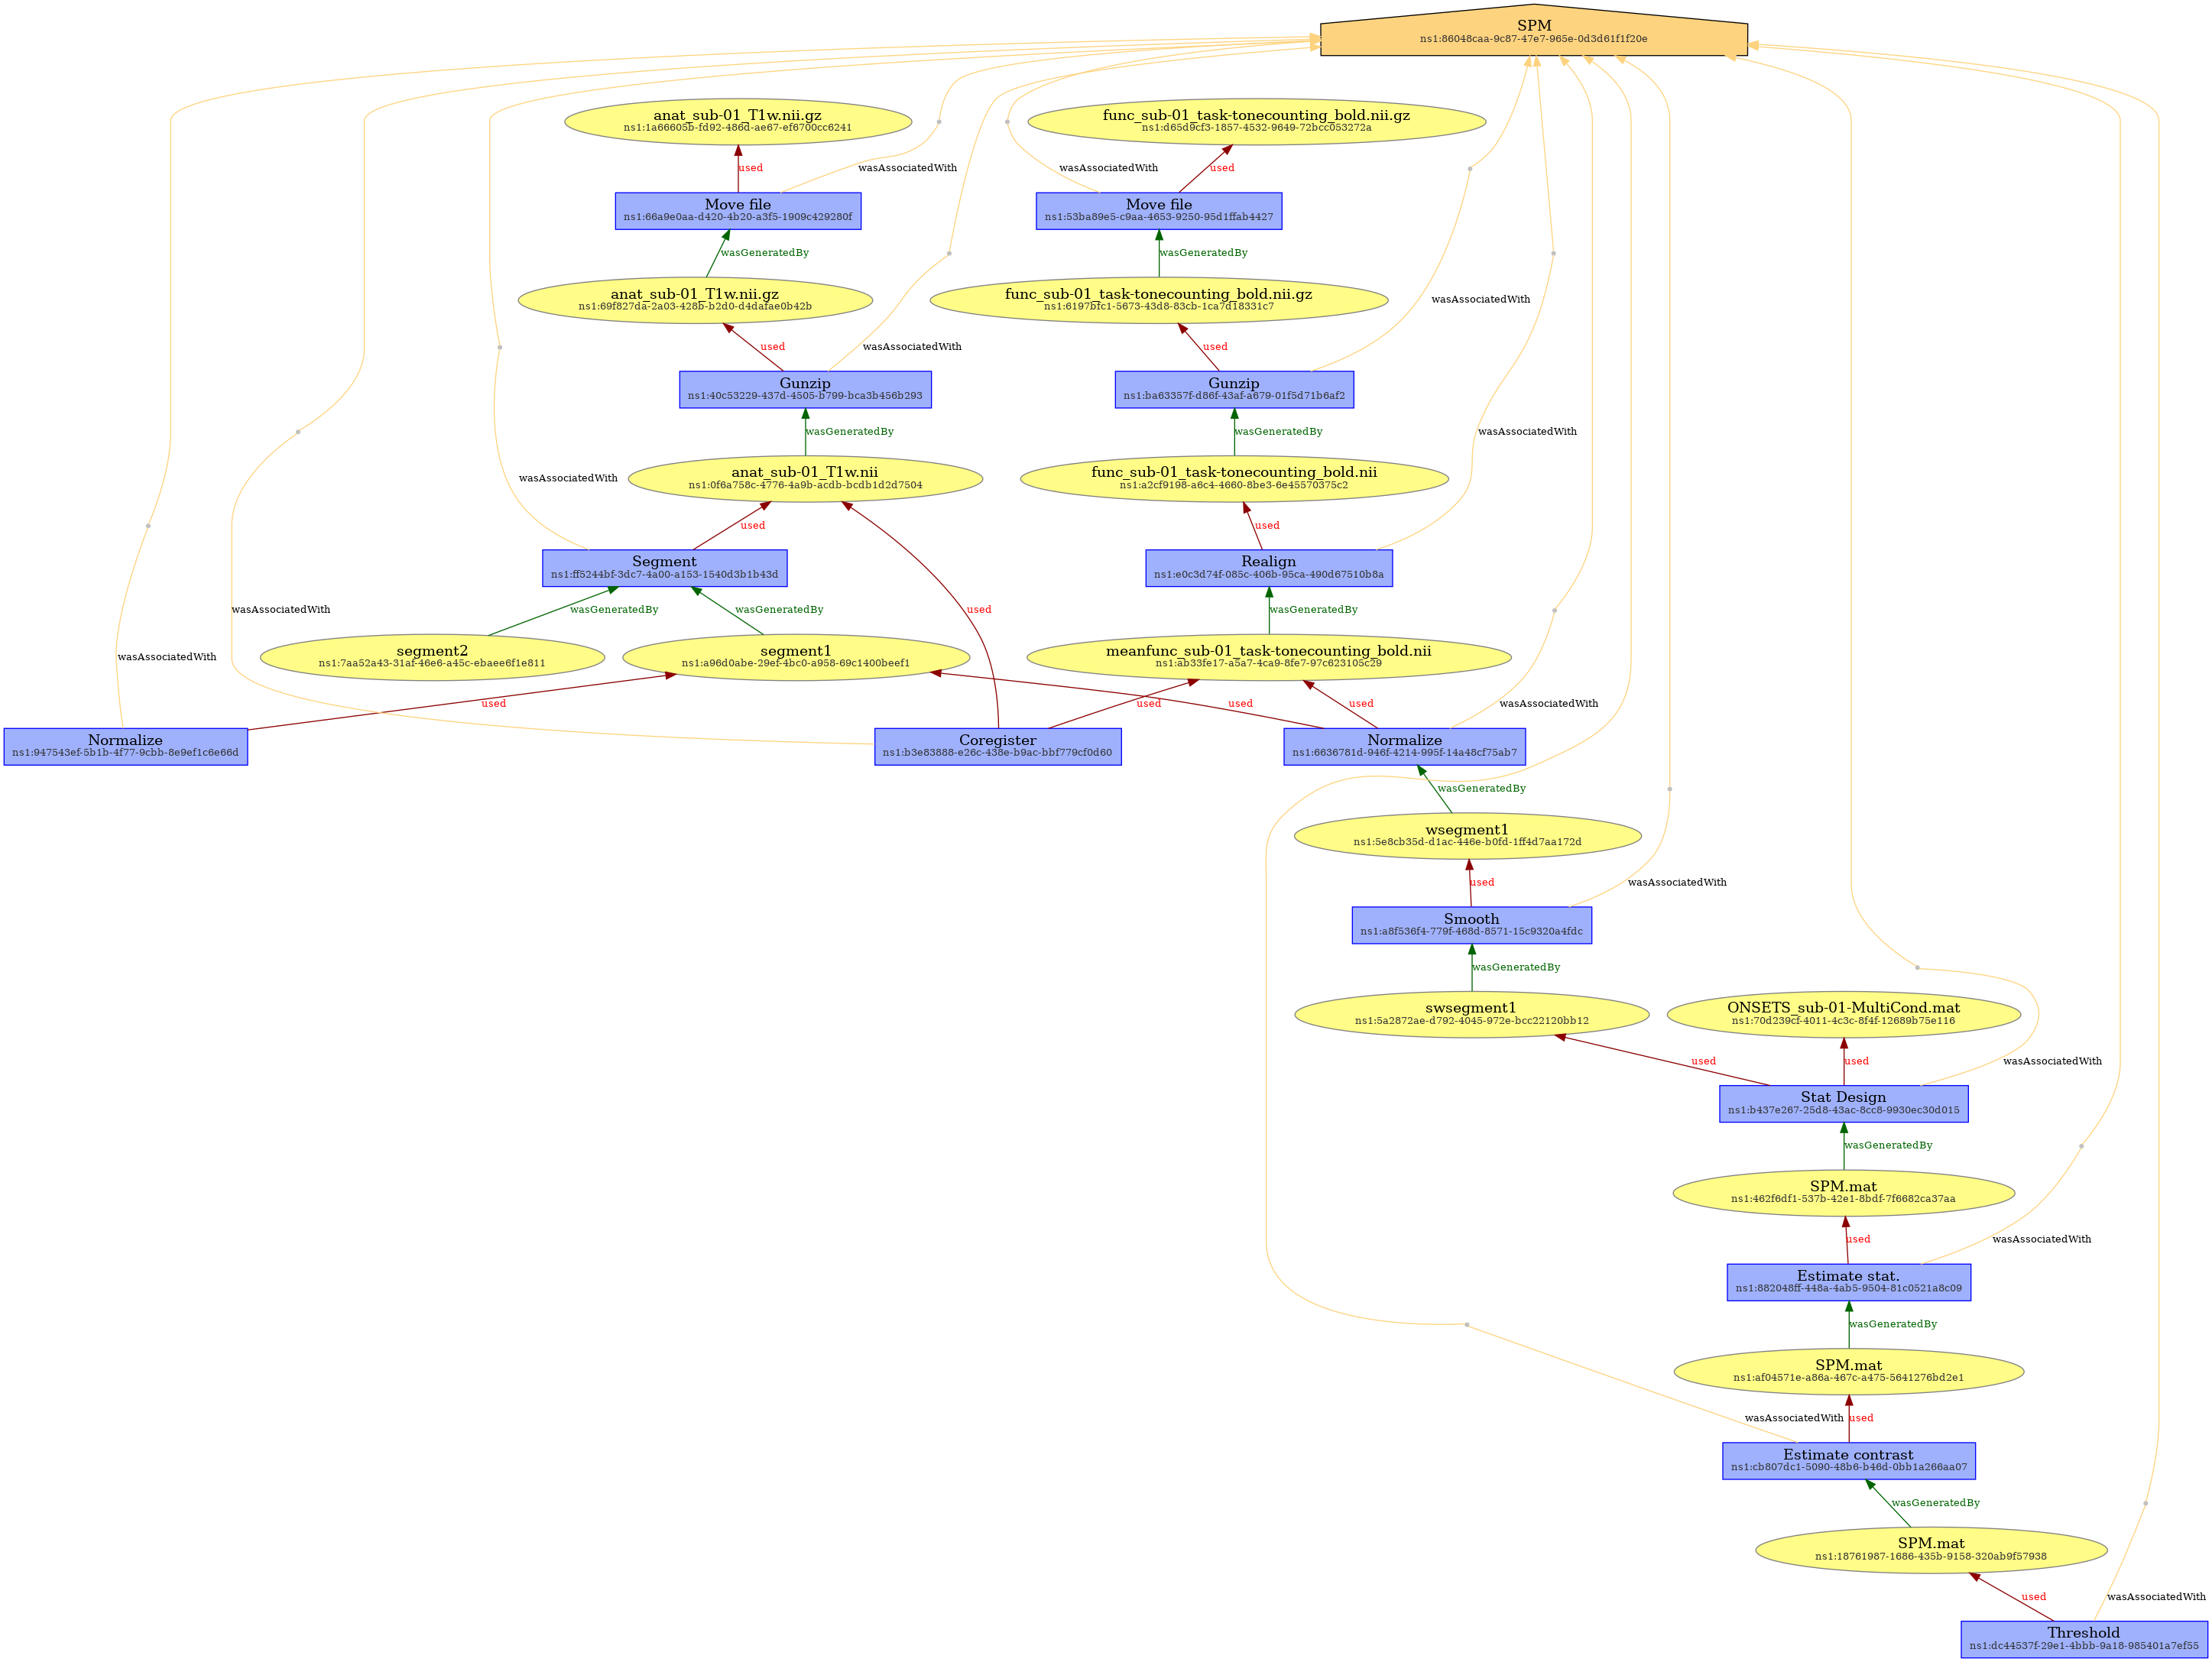 SPM
ns1:86048caa-9c87-47e7-965e-0d3d61f1f20e
anat_sub-01_T1w.nii.gz
ns1:1a66605b-fd92-486d-ae67-ef6700cc6241
func_sub-01_task-tonecounting_bold.nii.gz
ns1:d65d9cf3-1857-4532-9649-72bcc053272a
used
wasAssociatedWith
wasAssociatedWith
used
Move file
ns1:66a9e0aa-d420-4b20-a3f5-1909c429280f
Move file
ns1:53ba89e5-c9aa-4653-9250-95d1ffab4427
wasGeneratedBy
wasGeneratedBy
anat_sub-01_T1w.nii.gz
ns1:69f827da-2a03-428b-b2d0-d4dafae0b42b
func_sub-01_task-tonecounting_bold.nii.gz
ns1:6197bfc1-5673-43d8-83cb-1ca7d18331c7
wasAssociatedWith
used
wasAssociatedWith
used
Gunzip
ns1:40c53229-437d-4505-b799-bca3b456b293
Gunzip
ns1:ba63357f-d86f-43af-a679-01f5d71b6af2
wasGeneratedBy
wasGeneratedBy
wasAssociatedWith
anat_sub-01_T1w.nii
ns1:0f6a758c-4776-4a9b-acdb-bcdb1d2d7504
func_sub-01_task-tonecounting_bold.nii
ns1:a2cf9198-a6c4-4660-8be3-6e45570375c2
wasAssociatedWith
used
used
Segment
ns1:ff5244bf-3dc7-4a00-a153-1540d3b1b43d
Realign
ns1:e0c3d74f-085c-406b-95ca-490d67510b8a
wasAssociatedWith
wasGeneratedBy
wasGeneratedBy
used
wasGeneratedBy
wasAssociatedWith
segment2
ns1:7aa52a43-31af-46e6-a45c-ebaee6f1e811
segment1
ns1:a96d0abe-29ef-4bc0-a958-69c1400beef1
meanfunc_sub-01_task-tonecounting_bold.nii
ns1:ab33fe17-a5a7-4ca9-8fe7-97c623105c29
used
used
used
used
wasAssociatedWith
Normalize
ns1:947543ef-5b1b-4f77-9cbb-8e9ef1c6e66d
Coregister
ns1:b3e83888-e26c-438e-b9ac-bbf779cf0d60
Normalize
ns1:6636781d-946f-4214-995f-14a48cf75ab7
wasGeneratedBy
wsegment1
ns1:5e8cb35d-d1ac-446e-b0fd-1ff4d7aa172d
used
wasAssociatedWith
Smooth
ns1:a8f536f4-779f-468d-8571-15c9320a4fdc
wasGeneratedBy
swsegment1
ns1:5a2872ae-d792-4045-972e-bcc22120bb12
ONSETS_sub-01-MultiCond.mat
ns1:70d239cf-4011-4c3c-8f4f-12689b75e116
used
used
wasAssociatedWith
Stat Design
ns1:b437e267-25d8-43ac-8cc8-9930ec30d015
wasGeneratedBy
SPM.mat
ns1:462f6df1-537b-42e1-8bdf-7f6682ca37aa
used
wasAssociatedWith
Estimate stat.
ns1:882048ff-448a-4ab5-9504-81c0521a8c09
wasGeneratedBy
SPM.mat
ns1:af04571e-a86a-467c-a475-5641276bd2e1
wasAssociatedWith
used
Estimate contrast
ns1:cb807dc1-5090-48b6-b46d-0bb1a266aa07
wasGeneratedBy
SPM.mat
ns1:18761987-1686-435b-9158-320ab9f57938
used
wasAssociatedWith
Threshold
ns1:dc44537f-29e1-4bbb-9a18-985401a7ef55